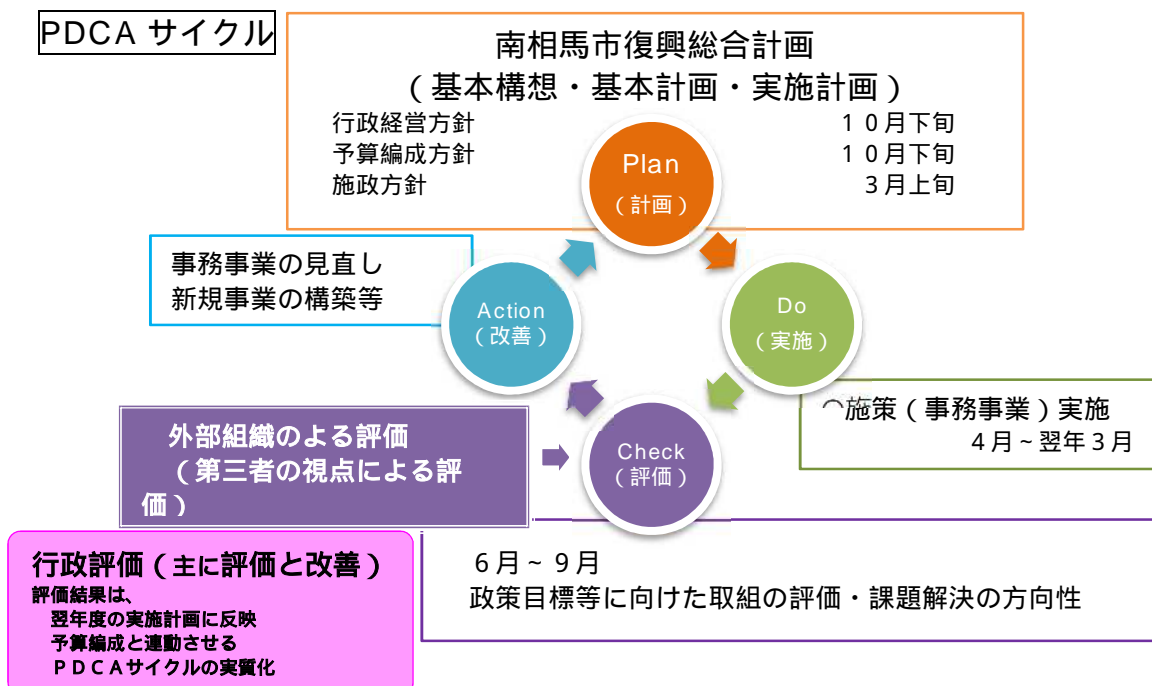 PDCA サイクル
南相馬市復興総合計画
（基本構想・基本計画・実施計画）
行政経営方針　１０月下旬
予算編成方針　１０月下旬
施政方針　３月上旬
Plan
（計画）
事務事業の見直し
新規事業の構築等
Action
（改善）
Do
（実施）
施策（事務事業）実施
４月～翌年３月
外部組織のよる評価
（第三者の視点による評
価）
Check
（評価）
行政評価（主に評価と改善）
評価結果は、
翌年度の実施計画に反映
予算編成と連動させる
ＰＤＣＡサイクルの実質化
６月～９月
政策目標等に向けた取組の評価・課題解決の方向性